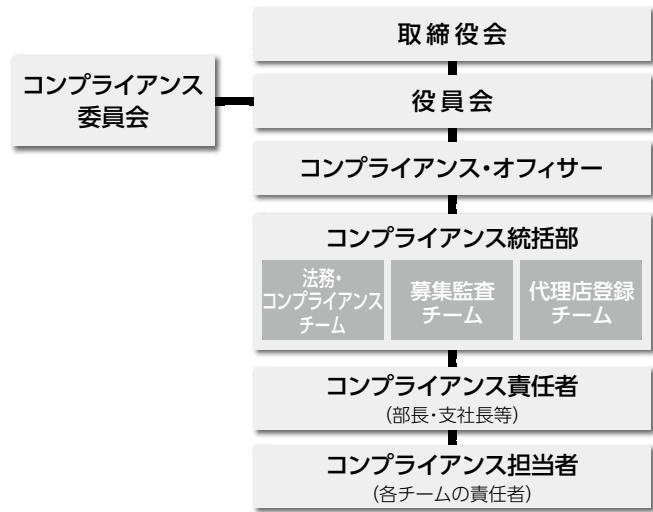 取締役会
コンプライアンス
委員会
役員会
コンプライアンス・オフィサー
コンプライアンス統括部
法務・
コンプライアンス
チーム
募集監査
チーム
代理店登録
チーム
コンプライアンス責任者
(部長・支社長等)
コンプライアンス担当者
(各チームの責任者)